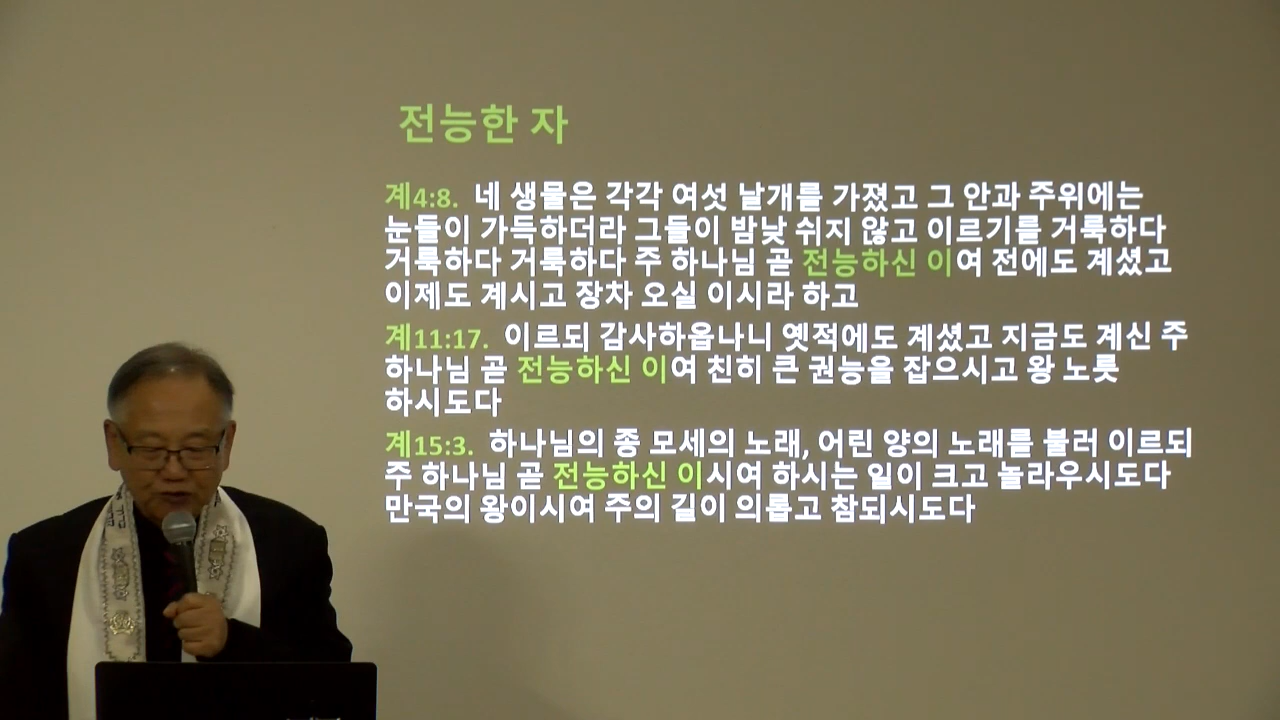 전능한 자
계4:8. 네 생물은 각각 여섯 날개를 가졌고 그 안과 주위에는
눈들이 가득하더라 그들이 밤낮 쉬지 않고 이르기를 거룩하다
거룩하다 거룩하다 주 하나님 곧 전능하신 이여 전에도 계셨고
이제도 계시고 장차 오실 이시라 하고
계11:17. 이르되 감사하옵나니 옛적에도 계셨고 지금도 계신 주
하나님 곧 전능하신 이여 친히 큰 권능을 잡으시고 왕 노릇
하시도다
계15:3. 하나님의 종 모세의 노래, 어린 양의 노래를 불러 이르되
주 하나님 곧 전능하신 이시여 하시는 일이 크고 놀라우시도다
만국의 왕이시여 주의 길이 의롭고 참되시도다